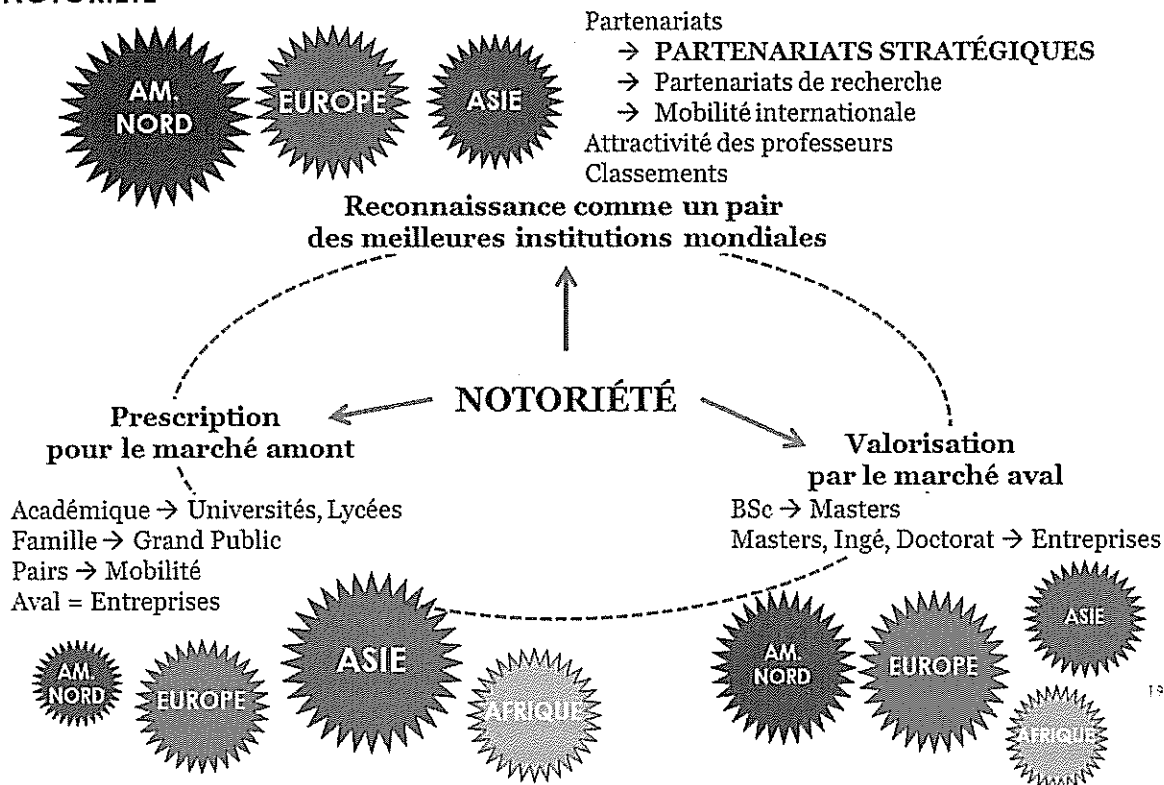 NOTORIÉTÉ
AM.
NORD
EUROPE
ASIE
Partenariats
→ PARTENARIATS STRATÉGIQUES
→ Partenariats de recherche
→ Mobilité internationale
Attractivité des professeurs
Classements
Reconnaissance comme un pair
des meilleures institutions mondiales
NOTORIÉTÉ
Prescription
pour le marché amont
Académique → Universités, Lycées
Famille → Grand Public
Pairs → Mobilité
Aval = Entreprises
Valorisation
par le marché aval
BSc → Masters
Masters, Ingé, Doctorat → Entreprises
AM.
NORD
EUROPE
ASIE
AFRIQUE
AM.
NORD
EUROPE
ASIE
AFRIQUE